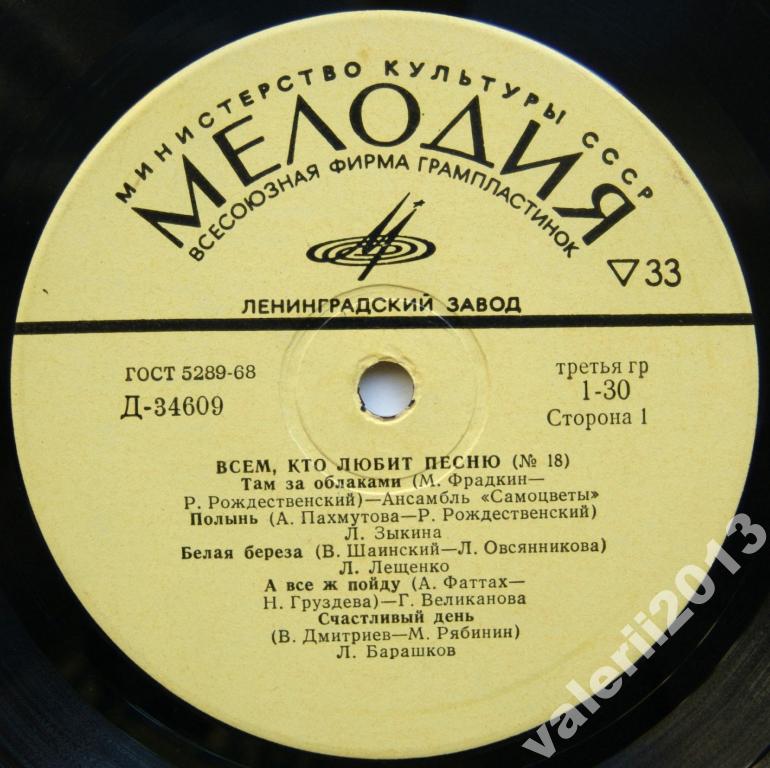 МИНИСТЕРСТВО КУЛЬТУРЫ СССР
МЕЛОДИЯ
ВСЕСОЮЗНАЯ ФИРМА ГРАМПЛАСТИНОК
▽33
ЛЕНИНГРАДСКИЙ ЗАВОД
ГОСТ 5289-68
Д-34609
третья гр
1-30
Сторона 1
ВСЕМ, КТО ЛЮБИТ ПЕСНЮ (№ 18)
Там за облаками (М. Фрадкин—
Р. Рождественский)—Ансамбль «Самоцветы»
Полынь (А. Пахмутова—Р. Рождественский)
Л. Зыкина
Белая береза (В. Шаинский—Л. Овсянникова)
Л. Лещенко
А все ж пойду (А. Фаттах—
Н. Груздева)—Г. Великанова
Счастливый день
(В. Дмитриев—М. Рябинин)
Л. Барашков
valerii2013